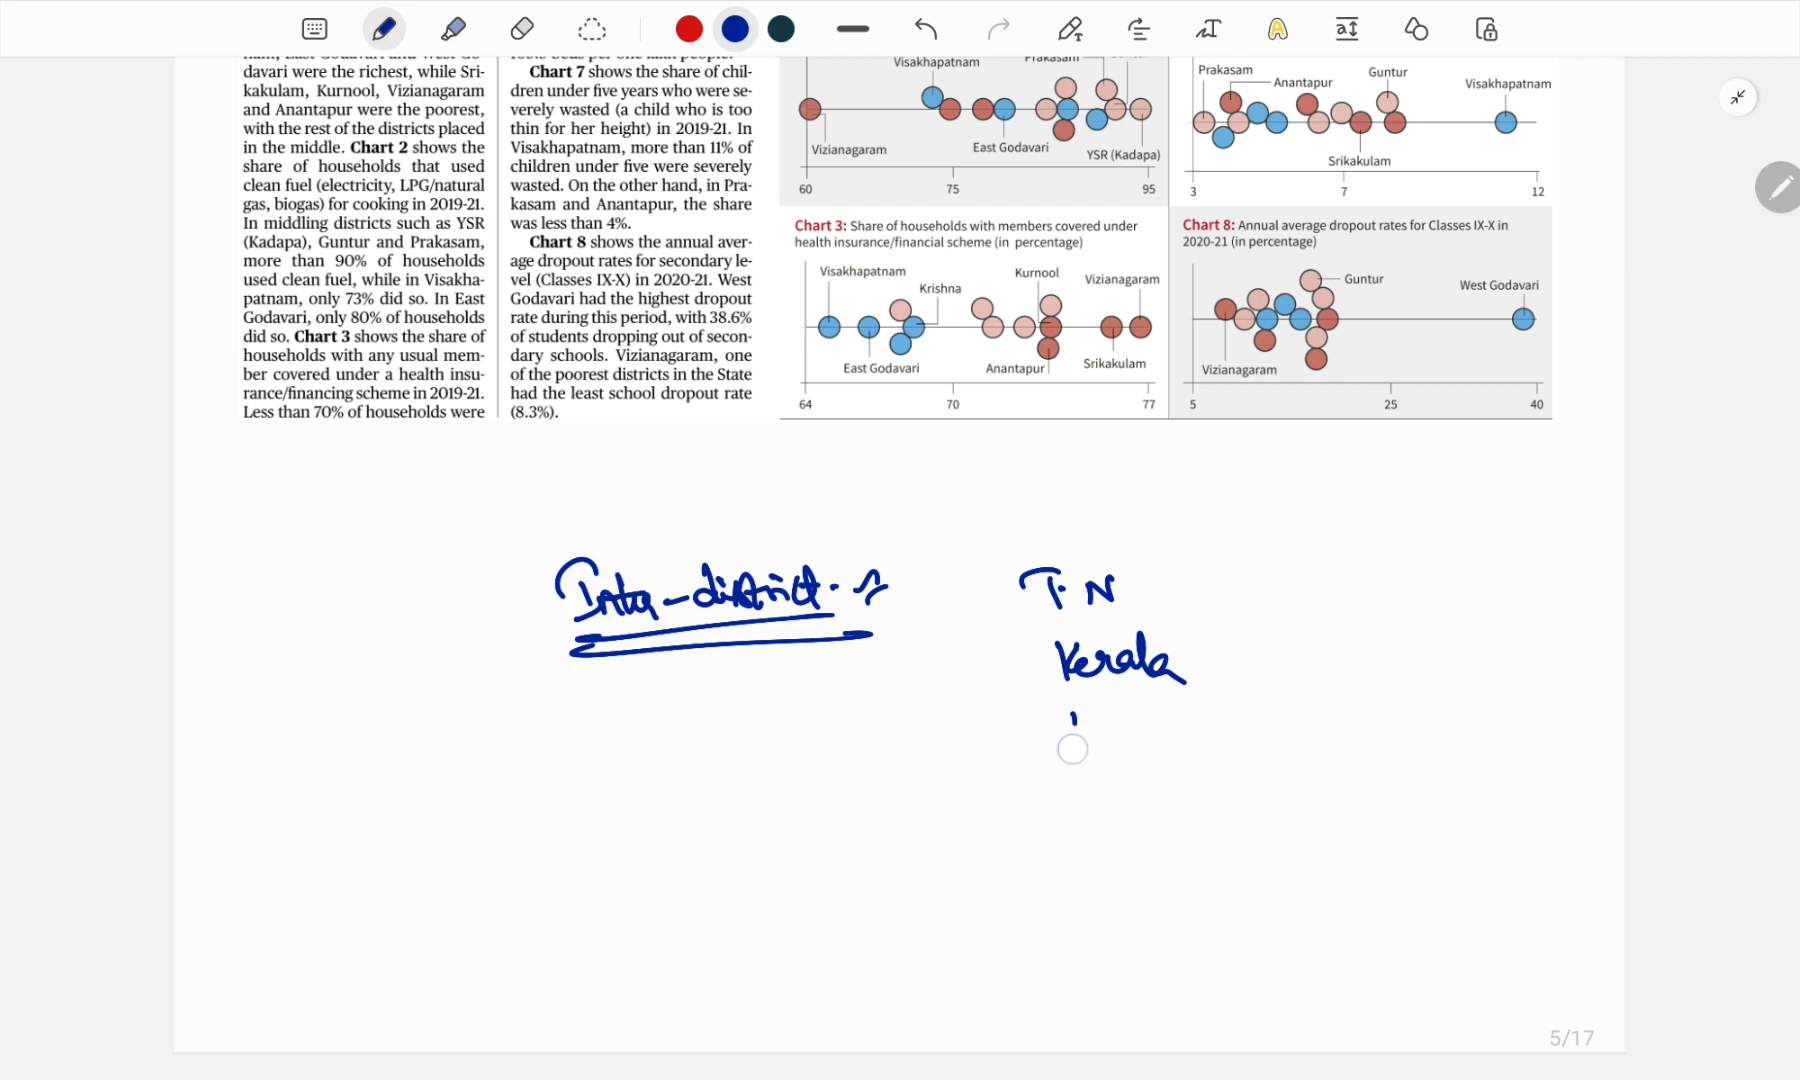 davari were the richest, while Sri-
kakulam, Kurnool, Vizianagaram
and Anantapur were the poorest,
with the rest of the districts placed
in the middle. Chart 2 shows the
share of households that used
clean fuel (electricity, LPG/natural
gas, biogas) for cooking in 2019-21.
In middling districts such as YSR
(Kadapa), Guntur and Prakasam,
more than 90% of households
used clean fuel, while in Visakha-
patnam, only 73% did so. In East
Godavari, only 80% of households
did so. Chart 3 shows the share of
households with any usual mem-
ber covered under a health insu-
rance/financing scheme in 2019-21.
Less than 70% of households were
Chart 7 shows the share of chil-
dren under five years who were se-
verely wasted (a child who is too
thin for her height) in 2019-21. In
Visakhapatnam, more than 11% of
children under five were severely
wasted. On the other hand, in Pra-
kasam and Anantapur, the share
was less than 4%.
Chart 8 shows the annual aver-
age dropout rates for secondary le-
vel (Classes IX-X) in 2020-21. West
Godavari had the highest dropout
rate during this period, with 38.6%
of students dropping out of secon-
dary schools. Vizianagaram, one
of the poorest districts in the State
had the least school dropout rate
(8.3%).
Visakhapatnam
Prakasam
Vizianagaram
East Godavari
YSR (Kadapa)
60 75 95
Prakasam
Anantapur
Guntur
Visakhapatnam
Srikakulam
3 7 12
Chart 3: Share of households with members covered under
health insurance/financial scheme (in percentage)
Visakhapatnam
Krishna
Kurnool
Vizianagaram
East Godavari
Anantapur
Srikakulam
64 70 77
Chart 8: Annual average dropout rates for Classes IX-X in
2020-21 (in percentage)
Guntur
West Godavari
Vizianagaram
5 25 40
T.N
Kerala
5/17